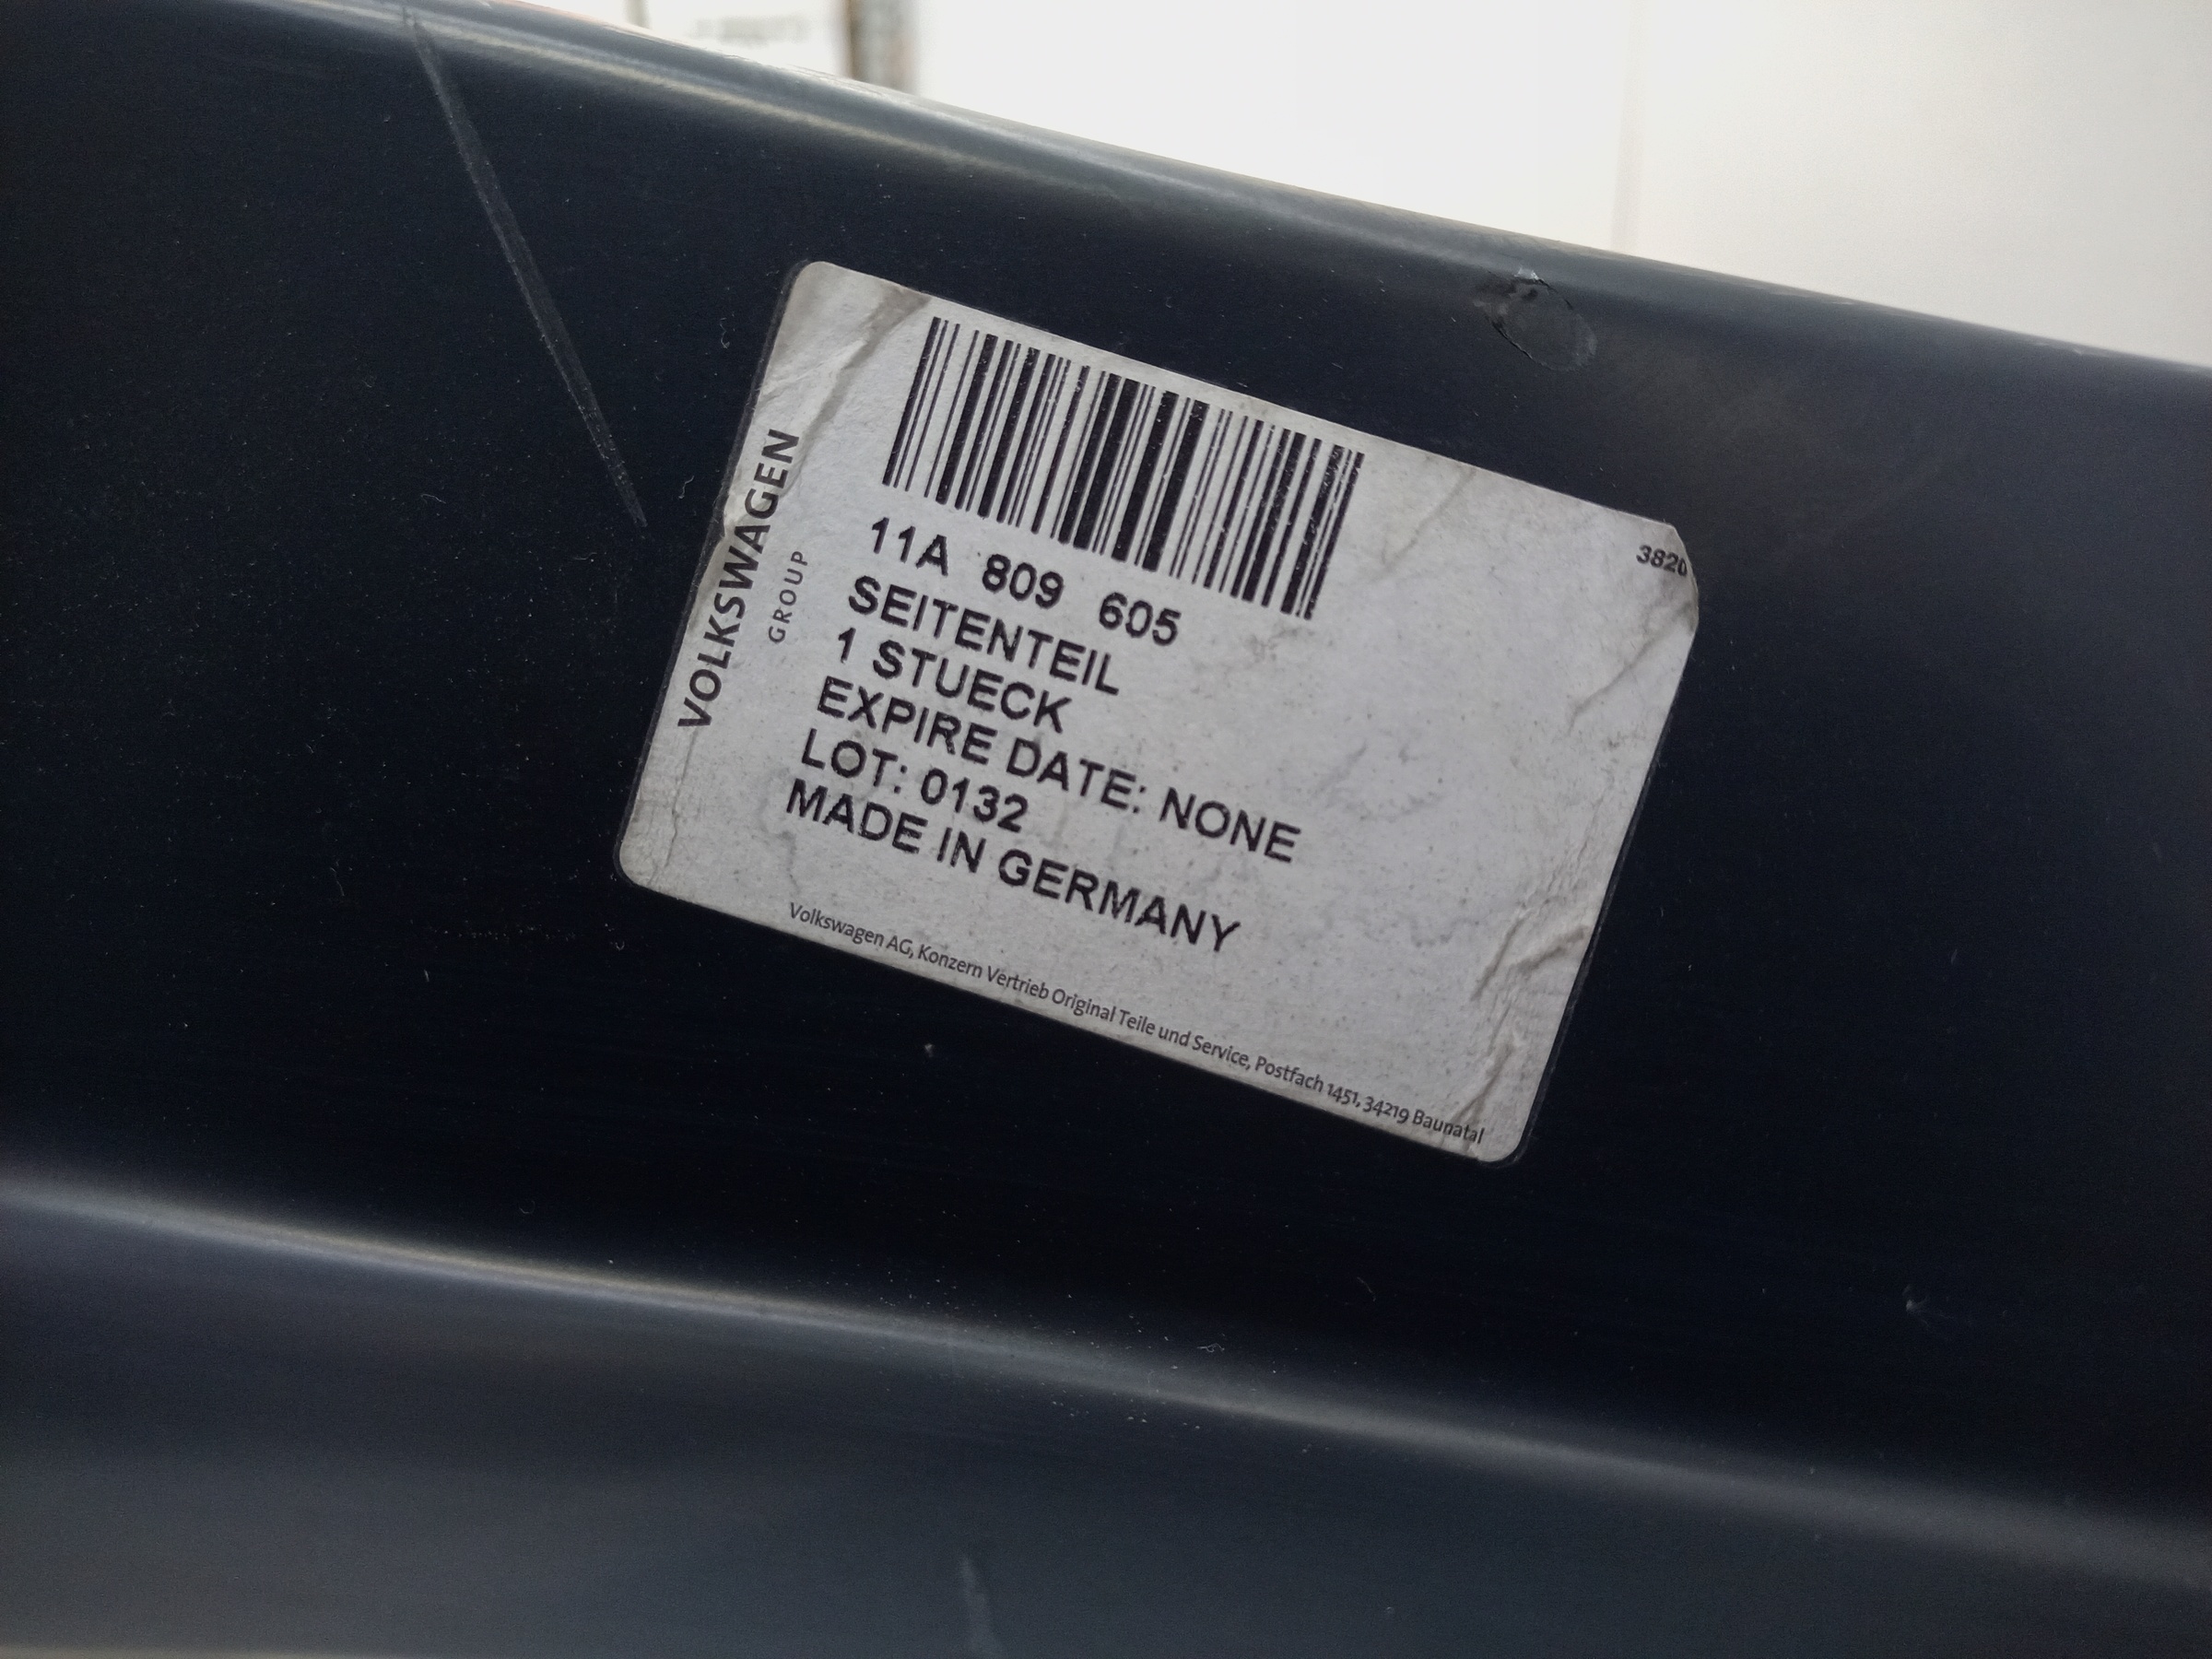 3820
VOLKSWAGEN
GROUP
11A 809 605
SEITENTEIL
1 STUECK
EXPIRE DATE: NONE
LOT: 0132
MADE IN GERMANY
Volkswagen AG, Konzern Vertrieb Original Teile und Service, Postfach 1451, 34219 Baunatal